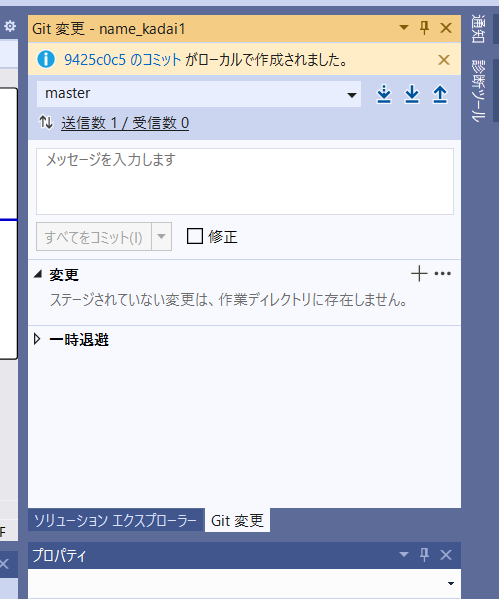 Git 変更 - name_kadai1
9425c0c5 のコミット がローカルで作成されました。
master
送信数 1 / 受信数 0
メッセージを入力します
すべてをコミット(I)
修正
変更
ステージされていない変更は、作業ディレクトリに存在しません。
一時退避
ソリューション エクスプローラー
Git 変更
プロパティ
通知
診断ツール
F